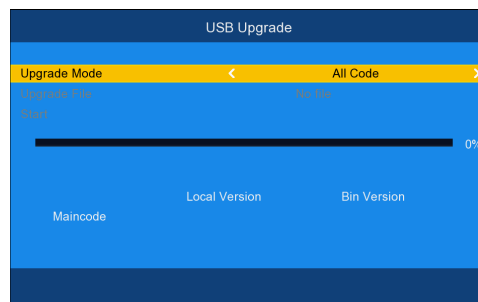 USB Upgrade
Upgrade Mode < All Code >
Upgrade File No file
Start
0%
Local Version Bin Version
Maincode